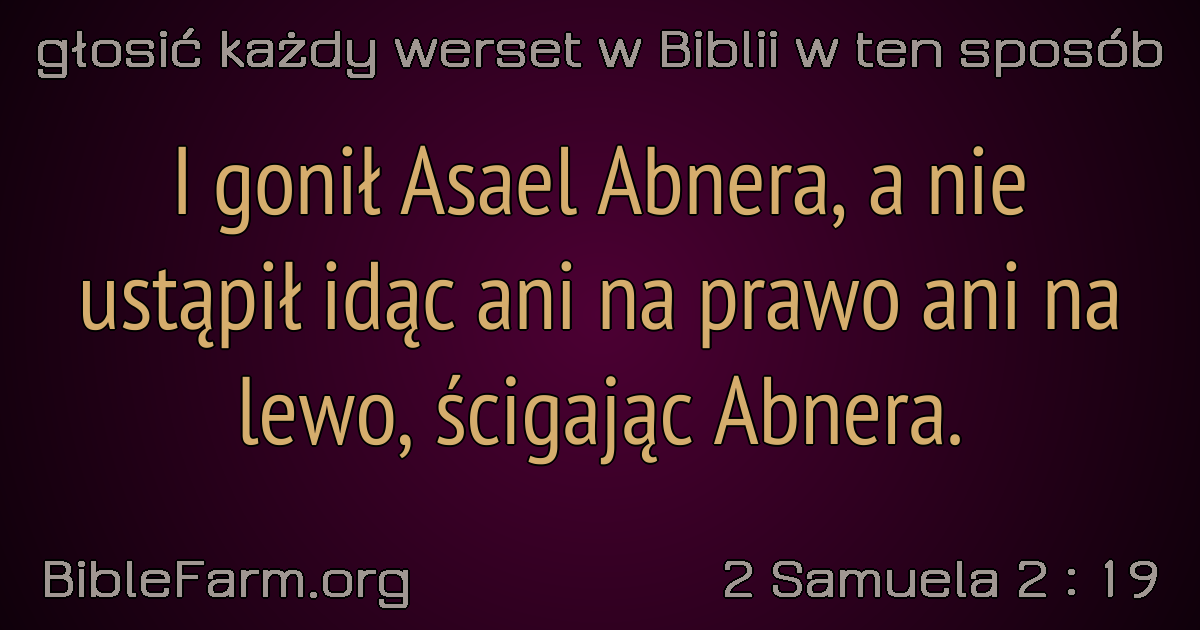 głosić każdy werset w Biblii w ten sposób
I gonił Asael Abnera, a nie
ustąpił idąc ani na prawo ani na
lewo, ścigając Abnera.
BibleFarm.org
2 Samuela 2 : 19